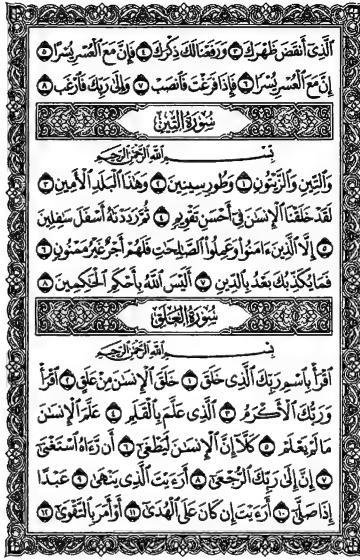 ٱلَّذِىٓ أَنقَضَ ظَهْرَكَ ٣ وَرَفَعْنَا لَكَ ذِكْرَكَ ٤ فَإِنَّ مَعَ ٱلْعُسْرِ يُسْرًا ٥
إِنَّ مَعَ ٱلْعُسْرِ يُسْرًا ٦ فَإِذَا فَرَغْتَ فَٱنصَبْ ٧ وَإِلَىٰ رَبِّكَ فَٱرْغَب ٨
سُورَةُ التِّينِ
بِسْمِ ٱللَّهِ ٱلرَّحْمَٰنِ ٱلرَّحِيمِ
وَٱلتِّينِ وَٱلزَّيْتُونِ ١ وَطُورِ سِينِينَ ٢ وَهَٰذَا ٱلْبَلَدِ ٱلْأَمِينِ ٣
لَقَدْ خَلَقْنَا ٱلْإِنسَٰنَ فِىٓ أَحْسَنِ تَقْوِيمٍ ٤ ثُمَّ رَدَدْنَٰهُ أَسْفَلَ سَٰفِلِينَ
٥ إِلَّا ٱلَّذِينَ ءَامَنُوا۟ وَعَمِلُوا۟ ٱلصَّٰلِحَٰتِ فَلَهُمْ أَجْرٌ غَيْرُ مَمْنُونٍ ٦
فَمَا يُكَذِّبُكَ بَعْدُ بِٱلدِّينِ ٧ أَلَيْسَ ٱللَّهُ بِأَحْكَمِ ٱلْحَٰكِمِينَ ٨
سُورَةُ العَلَقِ
بِسْمِ ٱللَّهِ ٱلرَّحْمَٰنِ ٱلرَّحِيمِ
ٱقْرَأْ بِٱسْمِ رَبِّكَ ٱلَّذِى خَلَقَ ١ خَلَقَ ٱلْإِنسَٰنَ مِنْ عَلَقٍ ٢ ٱقْرَأْ
وَرَبُّكَ ٱلْأَكْرَمُ ٣ ٱلَّذِى عَلَّمَ بِٱلْقَلَمِ ٤ عَلَّمَ ٱلْإِنسَٰنَ
مَا لَمْ يَعْلَمْ ٥ كَلَّآ إِنَّ ٱلْإِنسَٰنَ لَيَطْغَىٰٓ ٦ أَن رَّءَاهُ ٱسْتَغْنَىٰٓ
٧ إِنَّ إِلَىٰ رَبِّكَ ٱلرُّجْعَىٰٓ ٨ أَرَءَيْتَ ٱلَّذِى يَنْهَىٰ ٩ عَبْدًا
إِذَا صَلَّىٰٓ ١٠ أَرَءَيْتَ إِن كَانَ عَلَى ٱلْهُدَىٰٓ ١١ أَوْ أَمَرَ بِٱلتَّقْوَىٰٓ ١٢